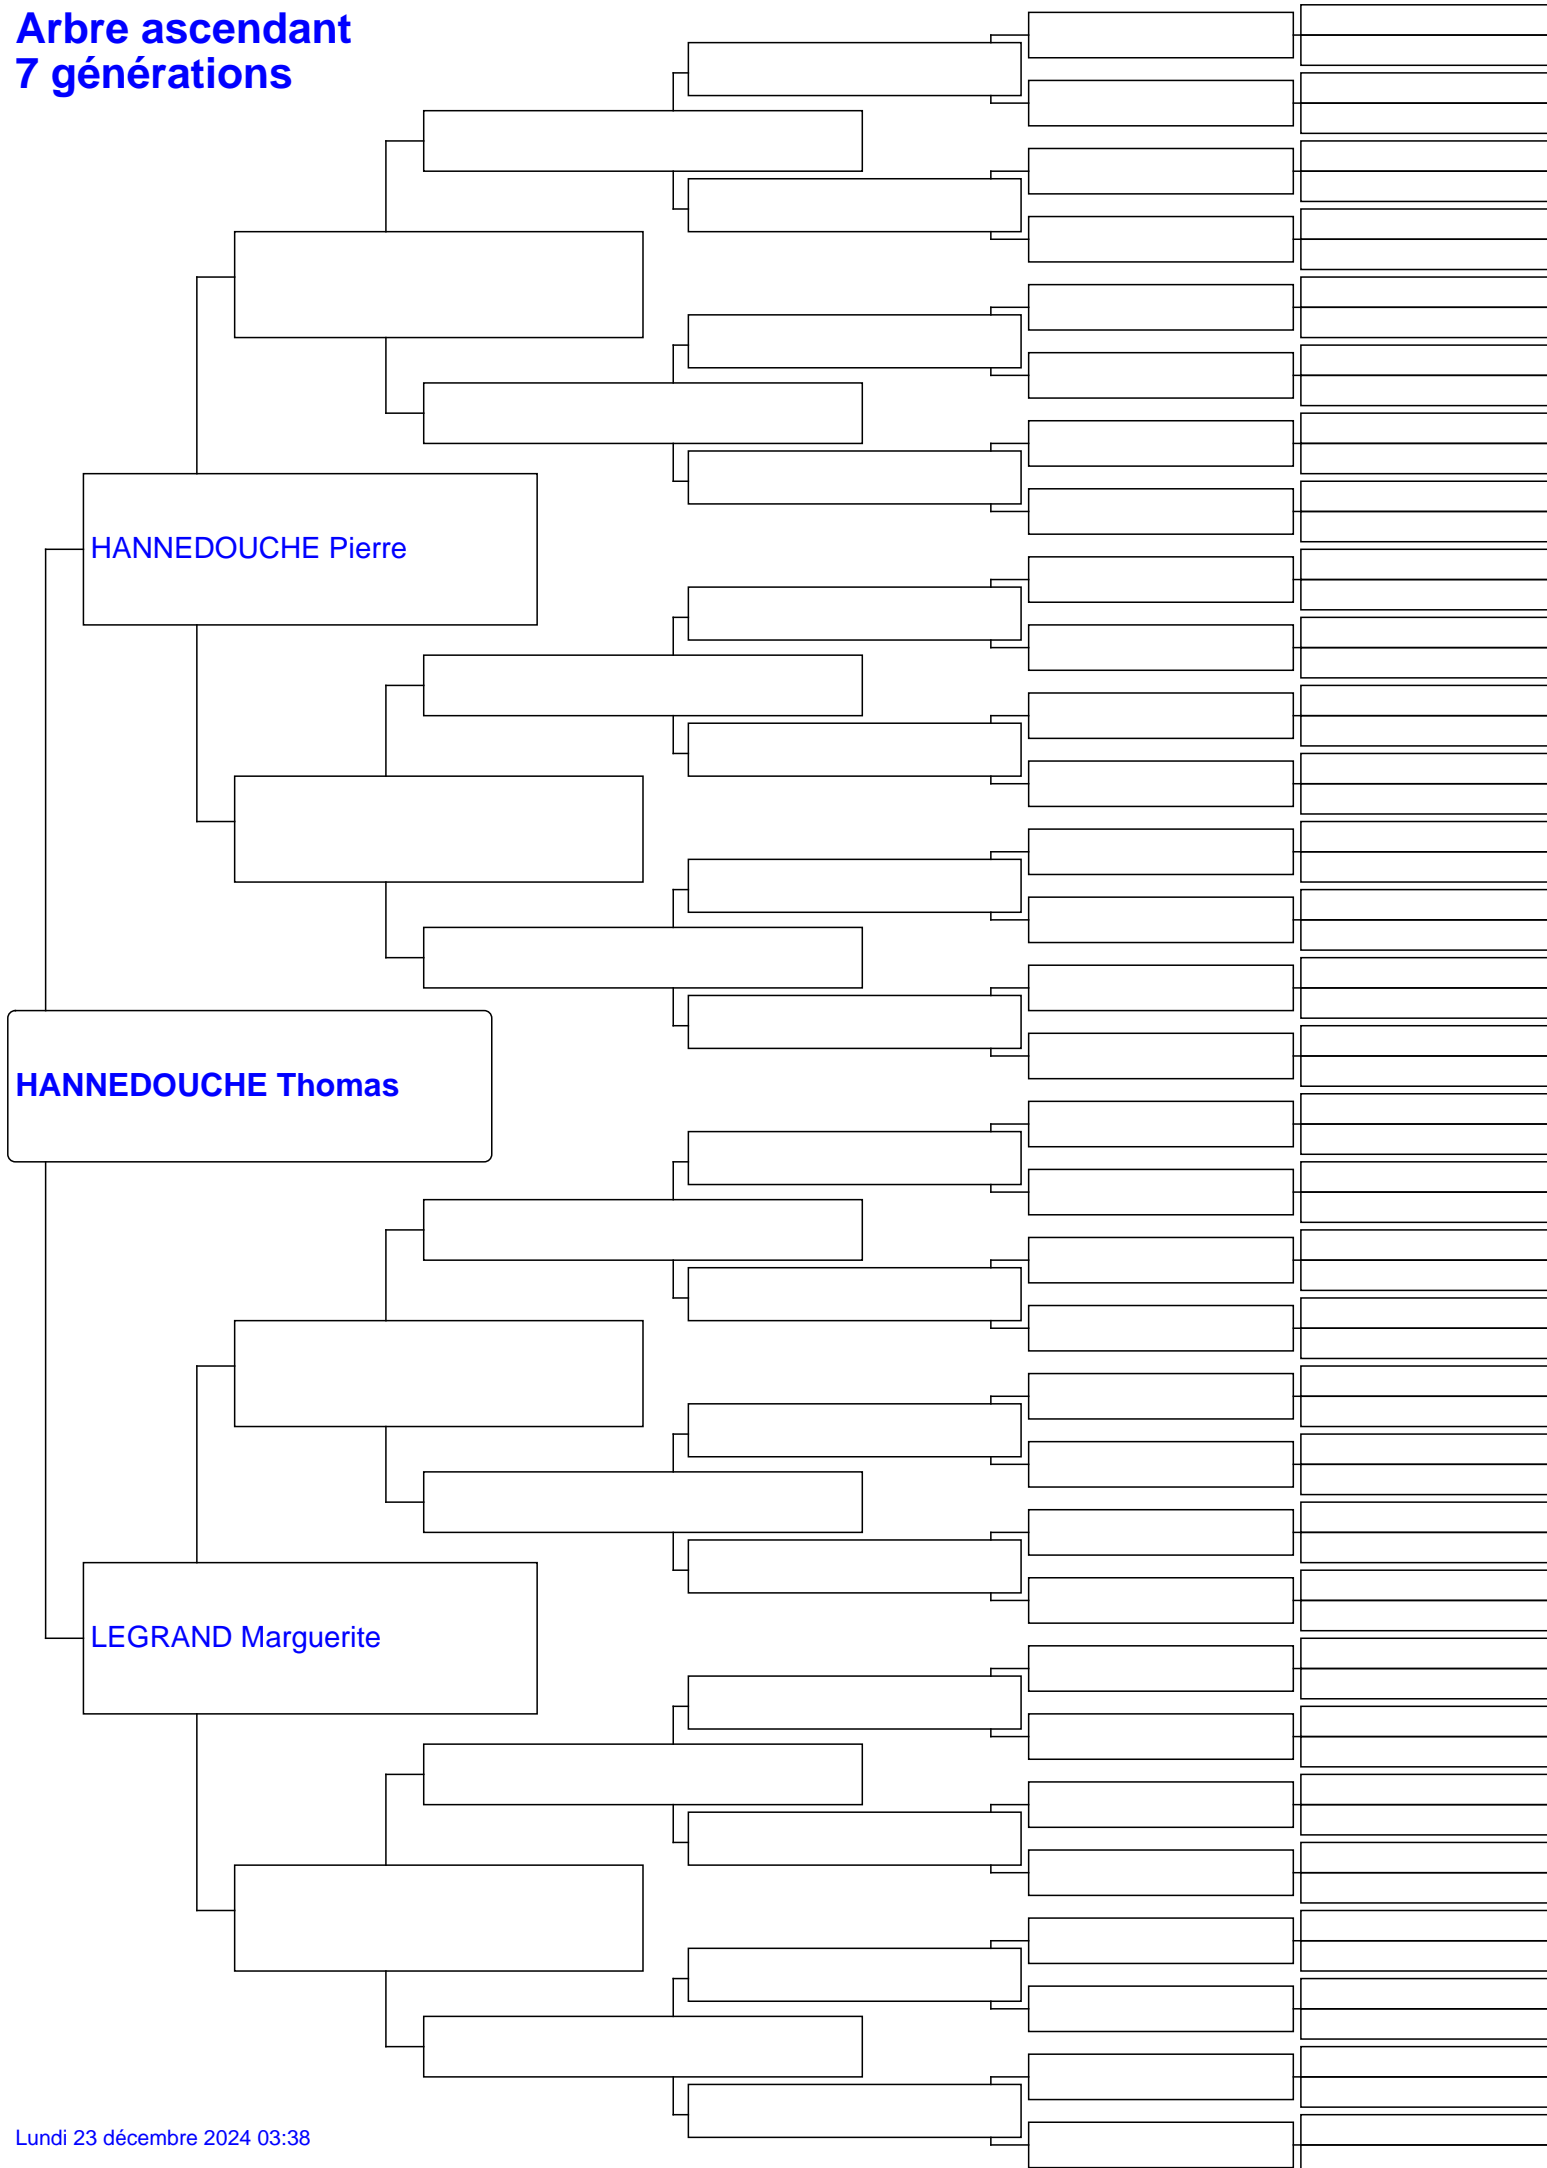 Arbre ascendant
7 générations
HANNEDOUCHE Pierre
HANNEDOUCHE Thomas
LEGRAND Marguerite
Lundi 23 décembre 2024 03:38